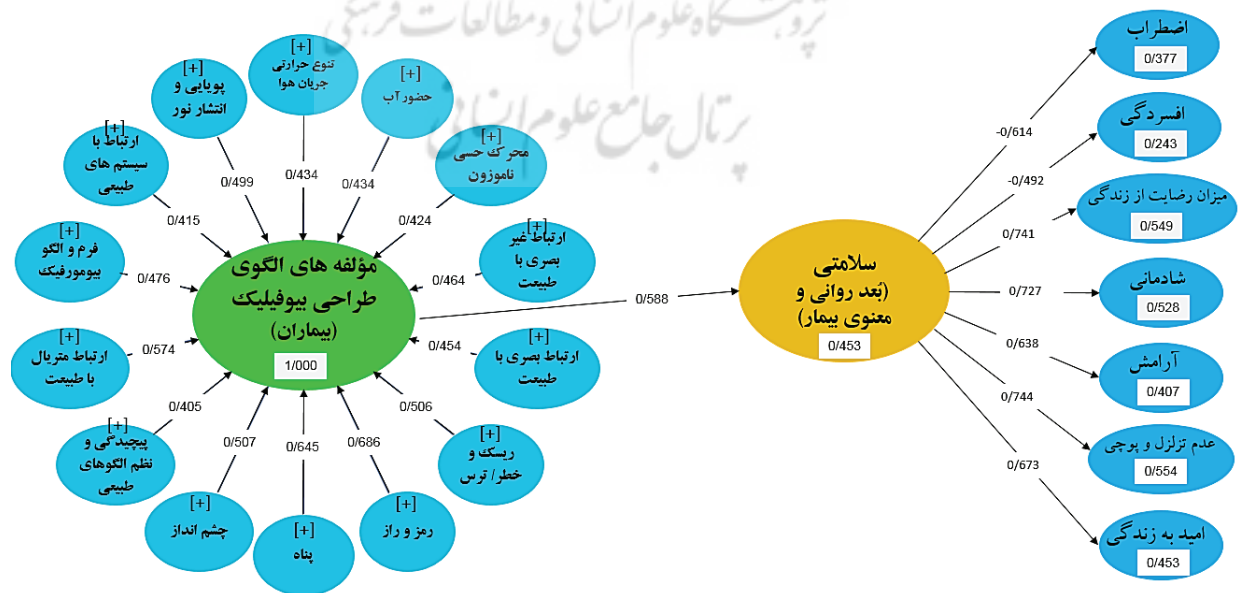 پژوهشگاه علوم انسانی و مطالعات فرهنگی
پرتال جامع علوم انسانی
[+]
تنوع حرارتی
جریان هوا
[+]
حضور آب
[+]
محرک حسی
ناموزون
[+]
ارتباط غیر
بصری با
طبیعت
ارتباط بصری با
طبیعت
[+]
ریسک و
خطر/ ترس
[+]
رمز و راز
[+]
پناه
[+]
چشم انداز
[+]
پیچیدگی و
نظم الگوهای
طبیعی
[+]
ارتباط متریال
با طبیعت
[+]
فرم و الگو
بیومورفیک
[+]
ارتباط با
سیستم های
طبیعی
[+]
پویایی و
انتشار نور
0/434
0/434
0/424
0/464
0/454
0/506
0/686
0/645
0/507
0/405
0/574
0/476
0/415
0/499
مؤلفه های الگوی
طراحی بیوفیلیک
(بیماران)
1/000
0/588
سلامتی
(بُعد روانی و
معنوی بیمار)
0/453
-0/614
-0/492
0/741
0/727
0/638
0/744
0/673
اضطراب
0/377
افسردگی
0/243
میزان رضایت از زندگی
0/549
شادمانی
0/528
آرامش
0/407
عدم تزلزل و پوچی
0/554
امید به زندگی
0/453